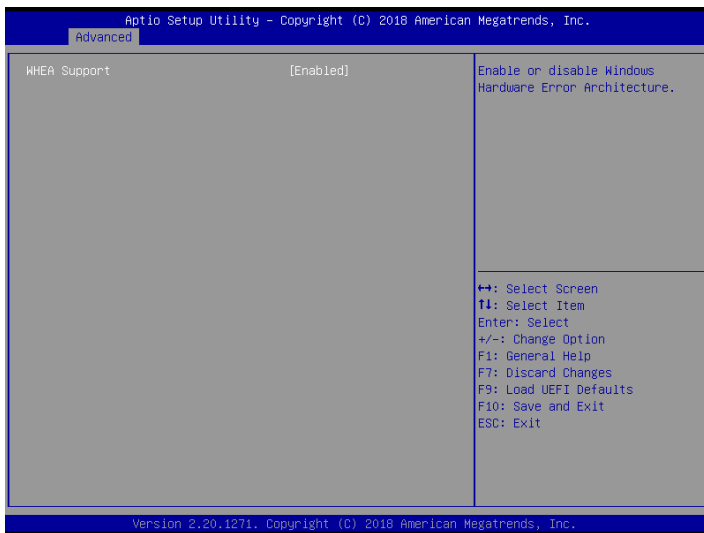 Aptio Setup Utility – Copyright (C) 2018 American Megatrends, Inc.
Advanced
WHEA Support [Enabled]
Enable or disable Windows
Hardware Error Architecture.
↔: Select Screen
↑↓: Select Item
Enter: Select
+/-: Change Option
F1: General Help
F7: Discard Changes
F9: Load UEFI Defaults
F10: Save and Exit
ESC: Exit
Version 2.20.1271. Copyright (C) 2018 American Megatrends, Inc.